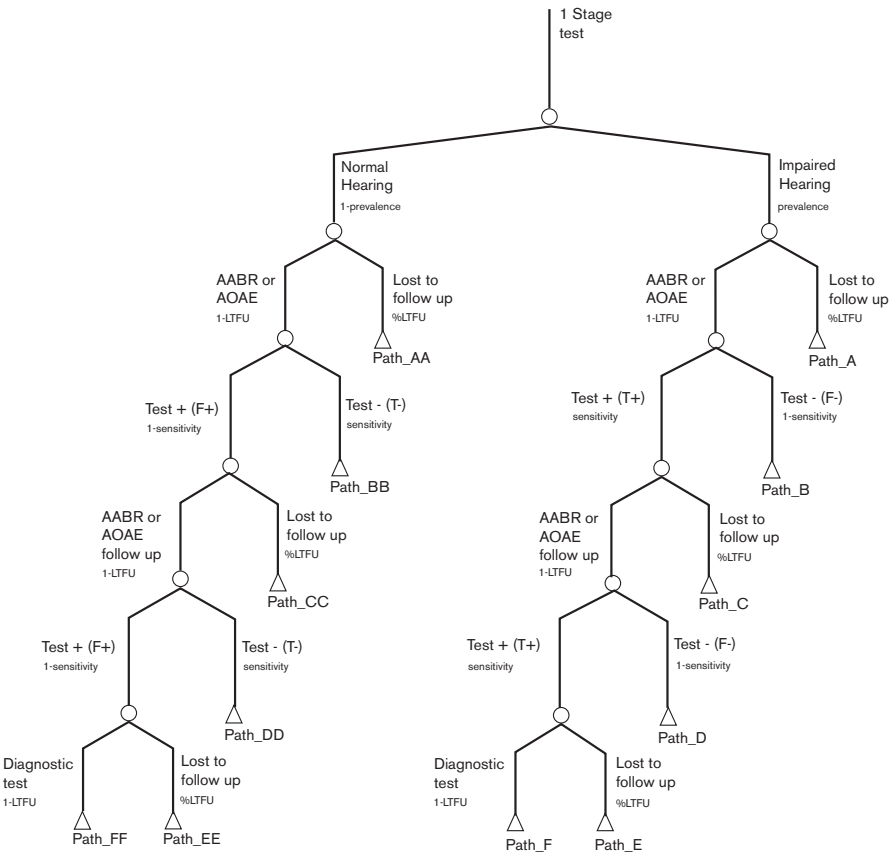 1 Stage
test
Normal
Hearing
1-prevalence
Impaired
Hearing
prevalence
AABR or
AOAE
1-LTFU
Lost to
follow up
%LTFU
Path_AA
AABR or
AOAE
1-LTFU
Lost to
follow up
%LTFU
Path_A
Test + (F+)
1-sensitivity
Test - (T-)
sensitivity
Path_BB
Test + (T+)
sensitivity
Test - (F-)
1-sensitivity
Path_B
AABR or
AOAE
follow up
1-LTFU
Lost to
follow up
%LTFU
Path_CC
AABR or
AOAE
follow up
1-LTFU
Lost to
follow up
%LTFU
Path_C
Test + (F+)
1-sensitivity
Test - (T-)
sensitivity
Path_DD
Test + (T+)
sensitivity
Test - (F-)
1-sensitivity
Path_D
Diagnostic
test
1-LTFU
Path_FF
Lost to
follow up
%LTFU
Path_EE
Diagnostic
test
1-LTFU
Path_F
Lost to
follow up
%LTFU
Path_E